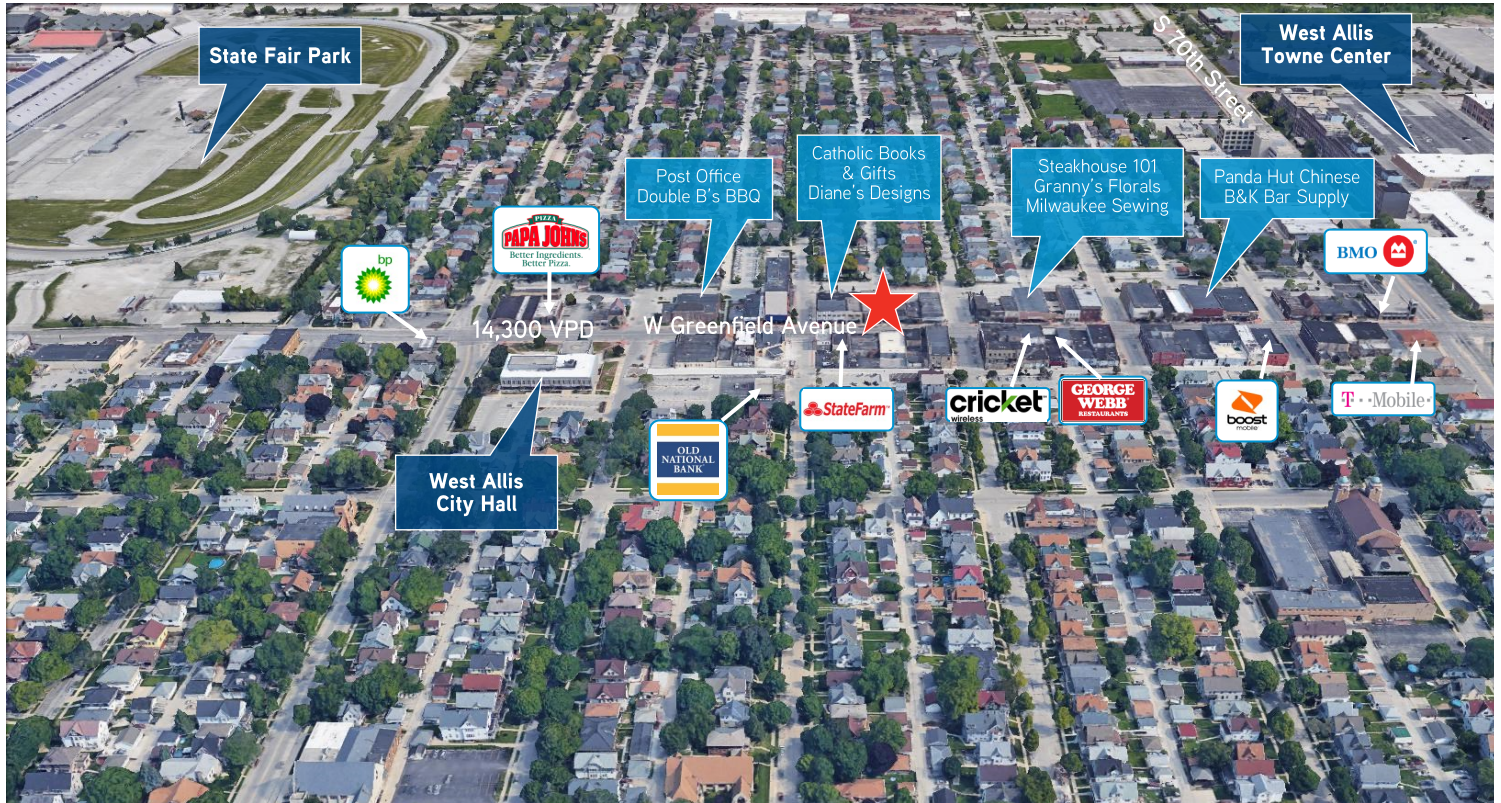 State Fair Park
S 70th Street
West Allis
Towne Center
Post Office
Double B's BBQ
Catholic Books
& Gifts
Diane's Designs
Steakhouse 101
Granny's Florals
Milwaukee Sewing
Panda Hut Chinese
B&K Bar Supply
bp
PIZZA
PAPA JOHNS
Better Ingredients.
Better Pizza.
BMO
14,300 VPD
W Greenfield Avenue
StateFarm™
cricket
wireless
GEORGE
WEBB
RESTAURANTS
boost
mobile
T··Mobile·
OLD
NATIONAL
BANK
West Allis
City Hall